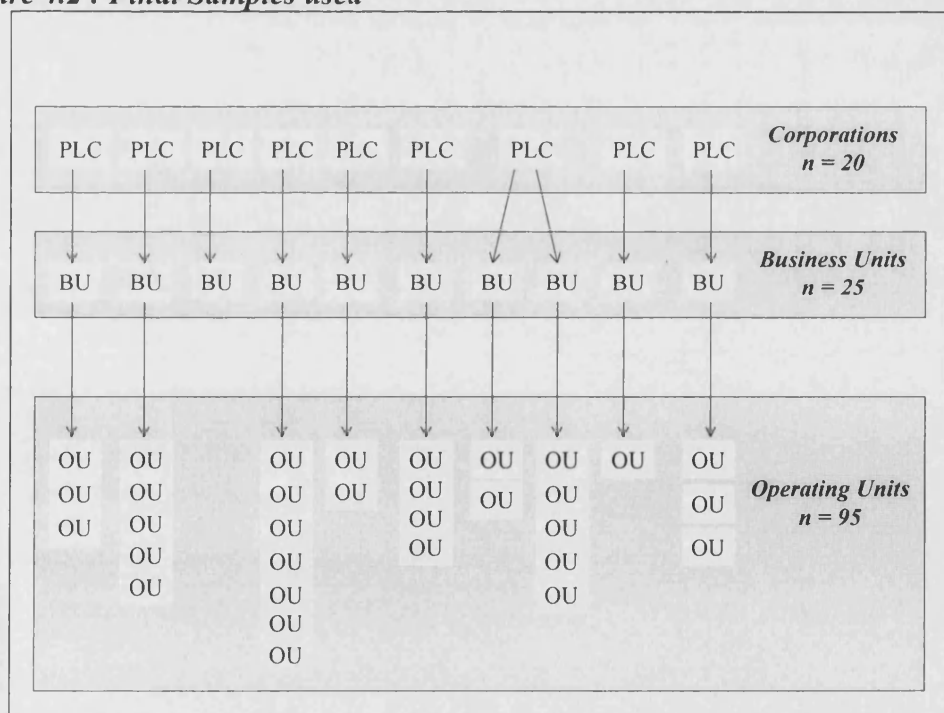 : Final Samples used
PLC PLC PLC PLC PLC PLC PLC PLC PLC
Corporations
n = 20
BU BU BU BU BU BU BU BU BU BU
Business Units
n = 25
OU OU OU OU OU OU OU OU OU
OU OU OU OU OU OU OU OU
OU OU OU OU OU OU
OU OU OU OU
OU OU OU
OU
OU
Operating Units
n = 95